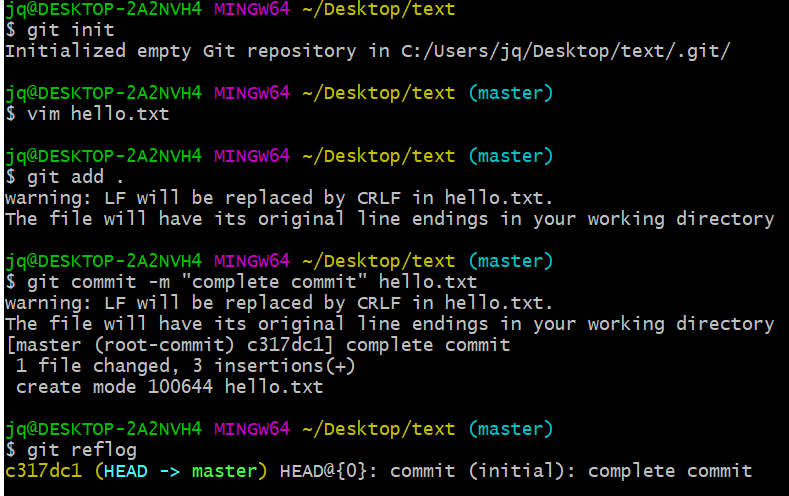 jq@DESKTOP-2A2NVH4 MINGW64 ~/Desktop/text
$ git init
Initialized empty Git repository in C:/Users/jq/Desktop/text/.git/
jq@DESKTOP-2A2NVH4 MINGW64 ~/Desktop/text (master)
$ vim hello.txt
jq@DESKTOP-2A2NVH4 MINGW64 ~/Desktop/text (master)
$ git add .
warning: LF will be replaced by CRLF in hello.txt.
The file will have its original line endings in your working directory
jq@DESKTOP-2A2NVH4 MINGW64 ~/Desktop/text (master)
$ git commit -m "complete commit" hello.txt
warning: LF will be replaced by CRLF in hello.txt.
The file will have its original line endings in your working directory
[master (root-commit) c317dc1] complete commit
 1 file changed, 3 insertions(+)
 create mode 100644 hello.txt
jq@DESKTOP-2A2NVH4 MINGW64 ~/Desktop/text (master)
$ git reflog
c317dc1 (HEAD -> master) HEAD@{0}: commit (initial): complete commit